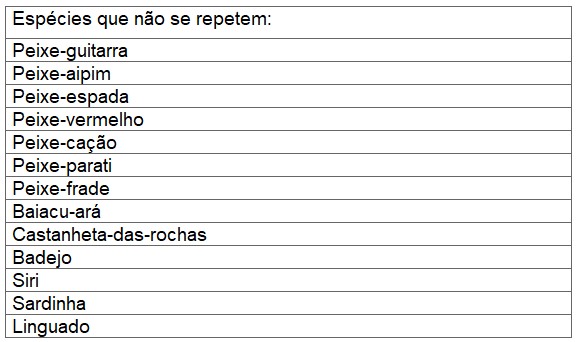 Espécies que não se repetem:
Peixe-guitarra
Peixe-aipim
Peixe-espada
Peixe-vermelho
Peixe-cação
Peixe-parati
Peixe-frade
Baiacu-ará
Castanheta-das-rochas
Badejo
Siri
Sardinha
Linguado